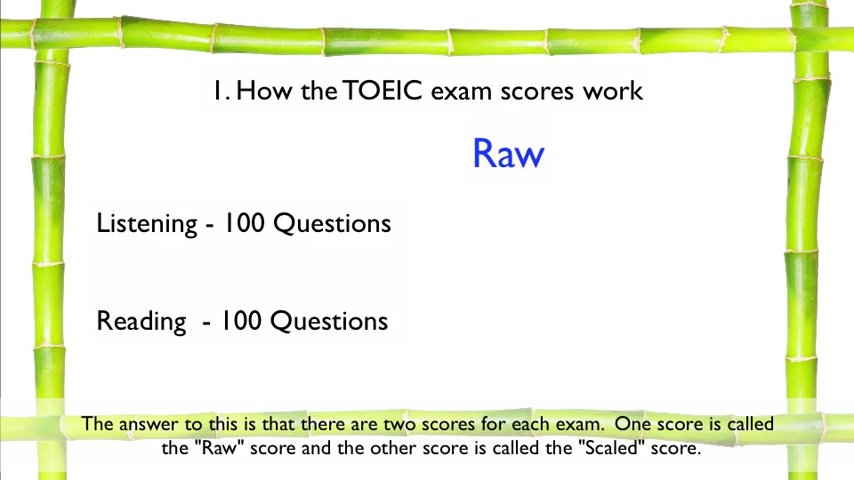 1. How the TOEIC exam scores work
Raw
Listening - 100 Questions
Reading - 100 Questions
The answer to this is that there are two scores for each exam. One score is called
the "Raw" score and the other score is called the "Scaled" score.